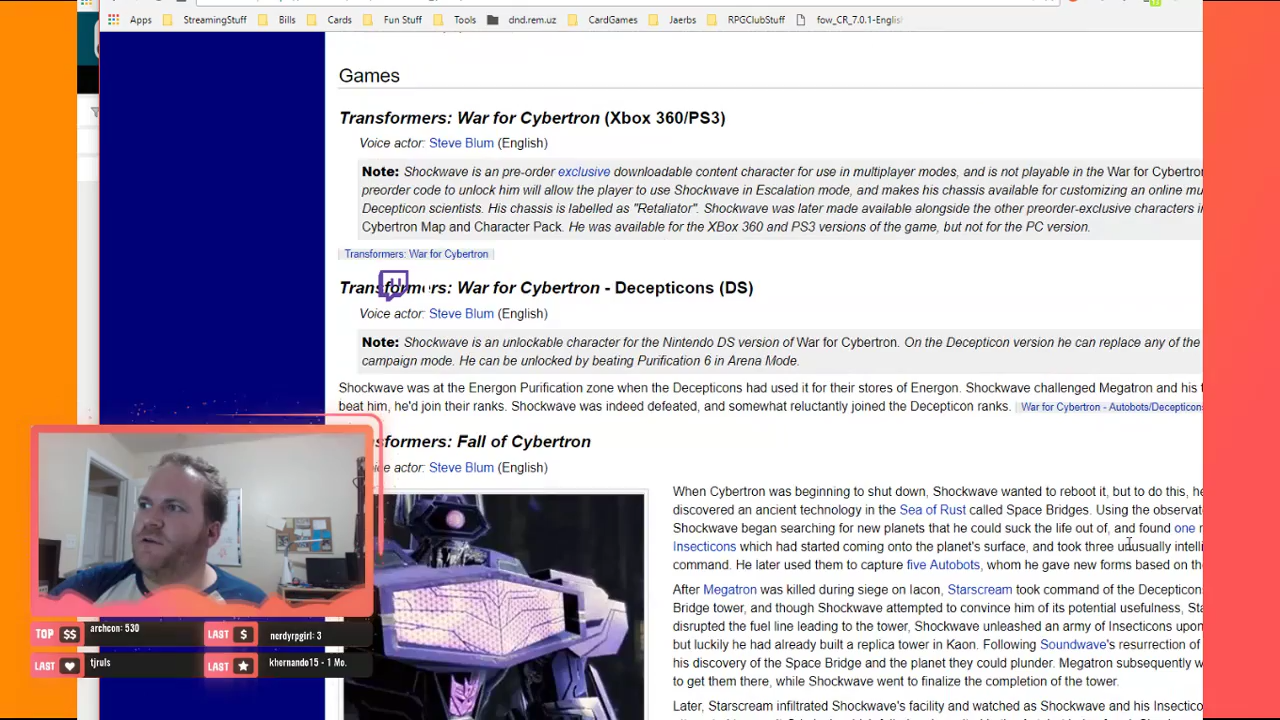 Apps StreamingStuff Bills Cards Fun Stuff Tools dnd.rem.uz CardGames Jaerbs RPGClubStuff fow_CR_7.0.1-Englis
Games
Transformers: War for Cybertron (Xbox 360/PS3)
Voice actor: Steve Blum (English)
Note: Shockwave is an pre-order exclusive downloadable content character for use in multiplayer modes, and is not playable in the War for Cybertron
preorder code to unlock him will allow the player to use Shockwave in Escalation mode, and makes his chassis available for customizing an online mu
Decepticon scientists. His chassis is labelled as "Retaliator". Shockwave was later made available alongside the other preorder-exclusive characters in
Cybertron Map and Character Pack. He was available for the XBox 360 and PS3 versions of the game, but not for the PC version.
Transformers: War for Cybertron
Transformers: War for Cybertron - Decepticons (DS)
Voice actor: Steve Blum (English)
Note: Shockwave is an unlockable character for the Nintendo DS version of War for Cybertron. On the Decepticon version he can replace any of the
campaign mode. He can be unlocked by beating Purification 6 in Arena Mode.
Shockwave was at the Energon Purification zone when the Decepticons had used it for their stores of Energon. Shockwave challenged Megatron and his t
beat him, he'd join their ranks. Shockwave was indeed defeated, and somewhat reluctantly joined the Decepticon ranks. War for Cybertron - Autobots/Decepticons
sformers: Fall of Cybertron
oice actor: Steve Blum (English)
When Cybertron was beginning to shut down, Shockwave wanted to reboot it, but to do this, he
discovered an ancient technology in the Sea of Rust called Space Bridges. Using the observato
Shockwave began searching for new planets that he could suck the life out of, and found one
Insecticons which had started coming onto the planet's surface, and took three unusually intelli
command. He later used them to capture five Autobots, whom he gave new forms based on the
After Megatron was killed during siege on Iacon, Starscream took command of the Decepticons
Bridge tower, and though Shockwave attempted to convince him of its potential usefulness, Sta
disrupted the fuel line leading to the tower, Shockwave unleashed an army of Insecticons upon
but luckily he had already built a replica tower in Kaon. Following Soundwave's resurrection of
his discovery of the Space Bridge and the planet they could plunder. Megatron subsequently w
to get them there, while Shockwave went to finalize the completion of the tower.
Later, Starscream infiltrated Shockwave's facility and watched as Shockwave and his Insectico
TOP $$ archcon: 530 LAST $ nerdyrpgirl: 3
LAST tjruls LAST khernando15 - 1 Mo.